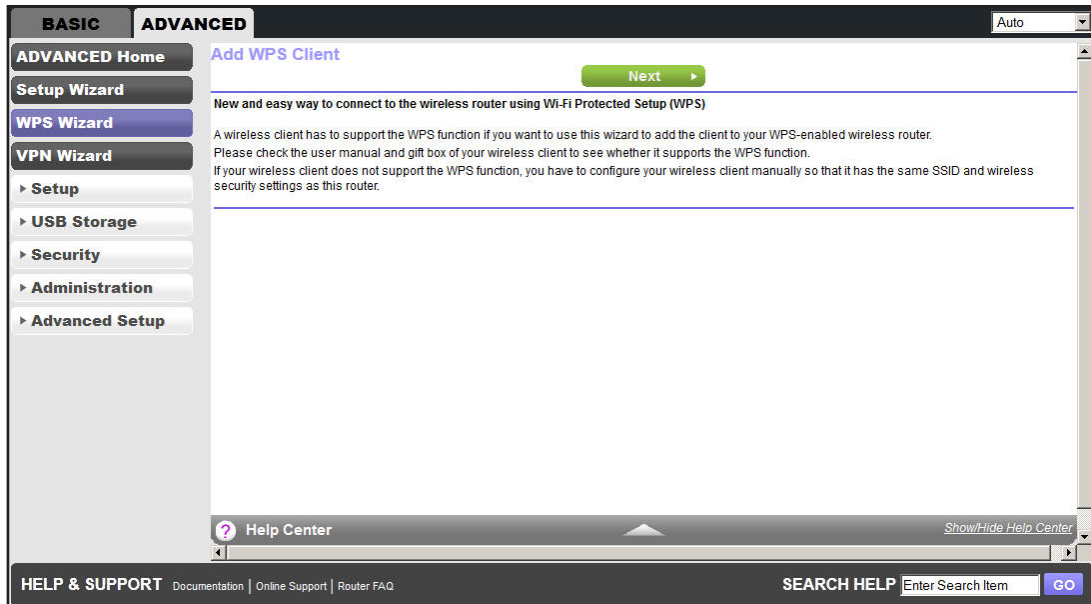 BASIC ADVANCED Auto
ADVANCED Home
Setup Wizard
WPS Wizard
VPN Wizard
Setup
USB Storage
Security
Administration
Advanced Setup
Add WPS Client
Next
New and easy way to connect to the wireless router using Wi-Fi Protected Setup (WPS)
A wireless client has to support the WPS function if you want to use this wizard to add the client to your WPS-enabled wireless router.
Please check the user manual and gift box of your wireless client to see whether it supports the WPS function.
If your wireless client does not support the WPS function, you have to configure your wireless client manually so that it has the same SSID and wireless
security settings as this router.
? Help Center Show/Hide Help Center
HELP & SUPPORT Documentation | Online Support | Router FAQ SEARCH HELP Enter Search Item GO